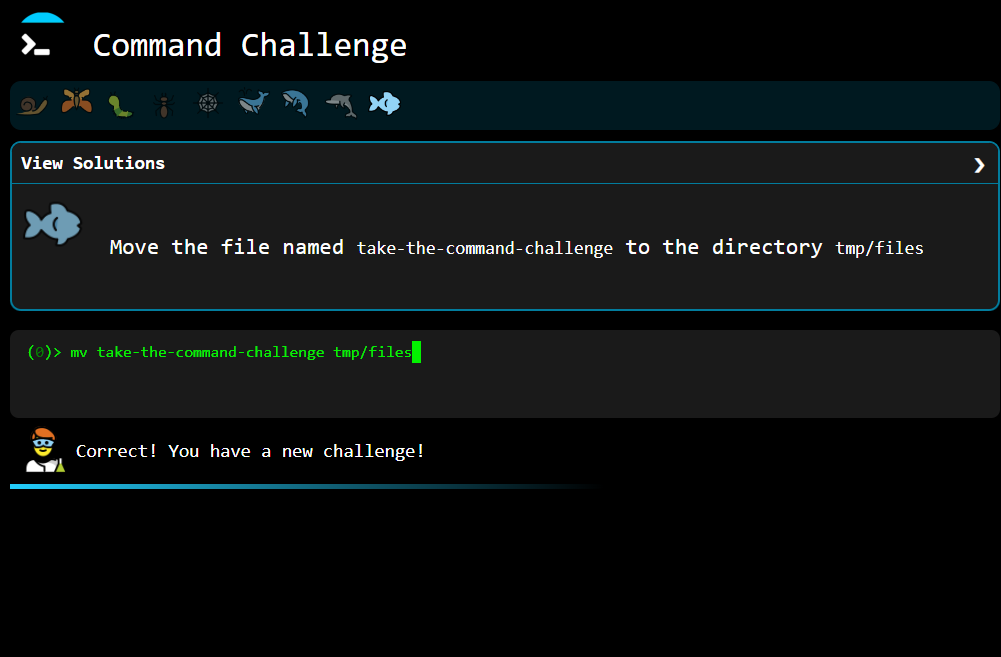 Command Challenge
View Solutions
Move the file named take-the-command-challenge to the directory tmp/files
(0)> mv take-the-command-challenge tmp/files
Correct! You have a new challenge!